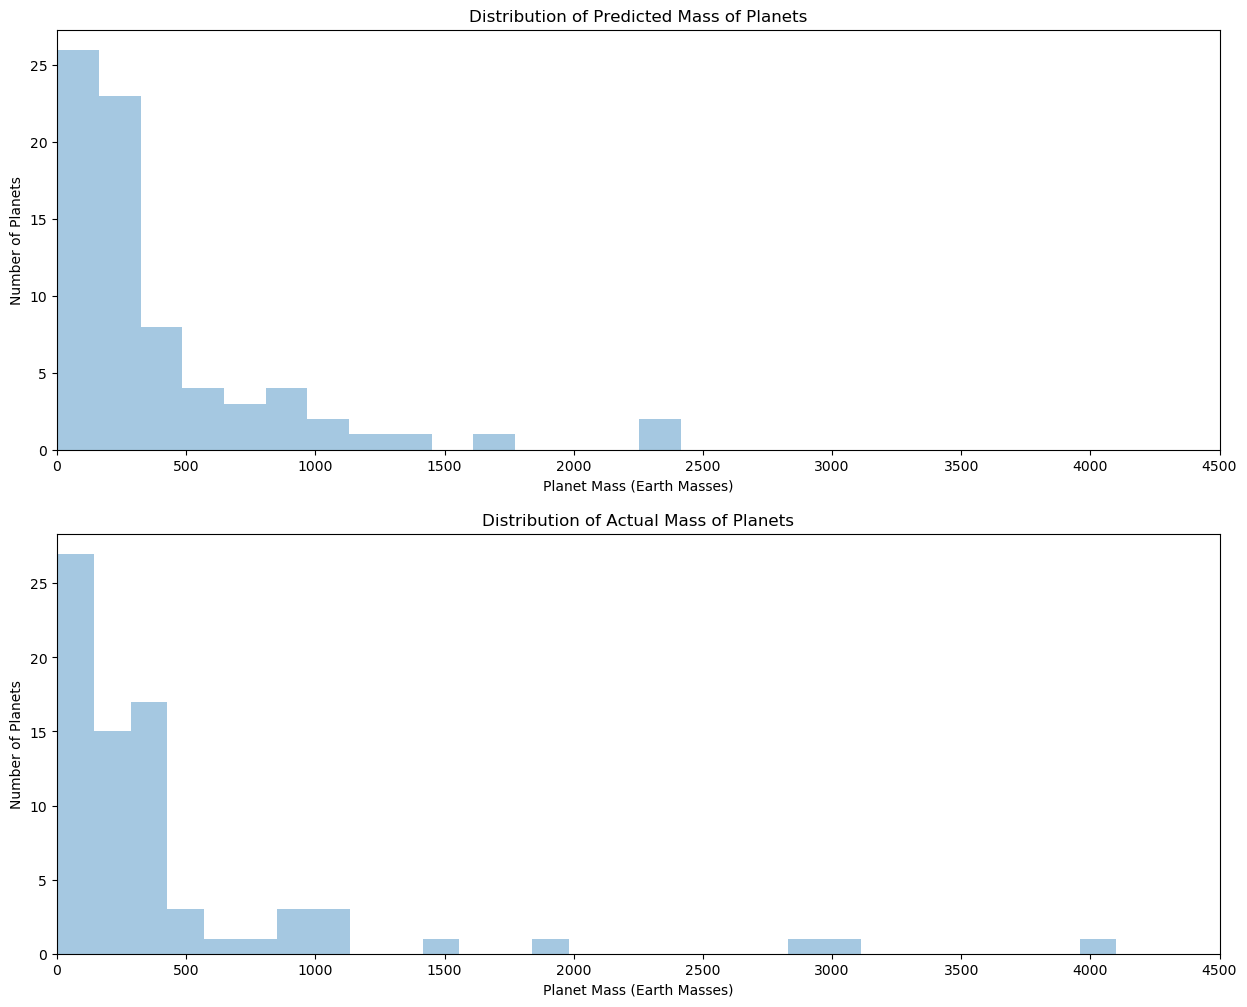 Distribution of Predicted Mass of Planets
25
20
15
10
5
0
Number of Planets
0 500 1000 1500 2000 2500 3000 3500 4000 4500
Planet Mass (Earth Masses)
Distribution of Actual Mass of Planets
25
20
15
10
5
0
Number of Planets
0 500 1000 1500 2000 2500 3000 3500 4000 4500
Planet Mass (Earth Masses)